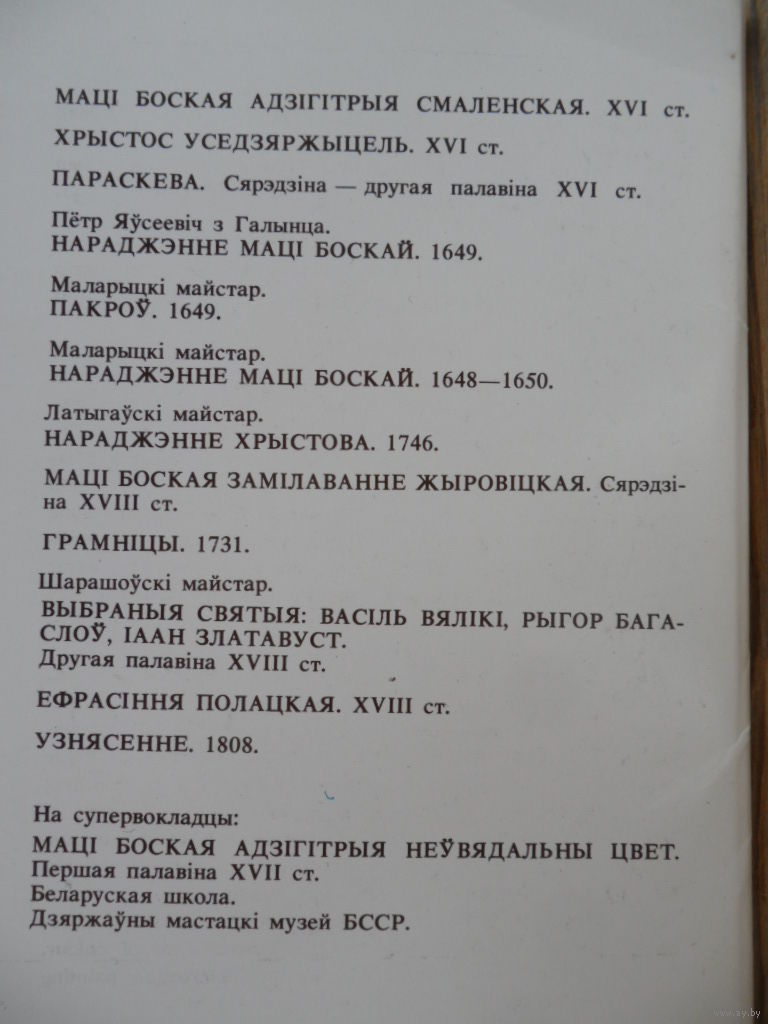 МАЦІ БОСКАЯ АДЗІГІТРЫЯ СМАЛЕНСКАЯ. XVI ст.
ХРЫСТОС УСЕДЗЯРЖЫЦЕЛЬ. XVI ст.
ПАРАСКЕВА. Сярэдзіна — другая палавіна XVI ст.
Пётр Яўсеевіч з Галынца.
НАРАДЖЭННЕ МАЦІ БОСКАЙ. 1649.
Маларыцкі майстар.
ПАКРОЎ. 1649.
Маларыцкі майстар.
НАРАДЖЭННЕ МАЦІ БОСКАЙ. 1648—1650.
Латыгаўскі майстар.
НАРАДЖЭННЕ ХРЫСТОВА. 1746.
МАЦІ БОСКАЯ ЗАМІЛАВАННЕ ЖЫРОВІЦКАЯ. Сярэдзі-
на XVIII ст.
ГРАМНІЦЫ. 1731.
Шарашоўскі майстар.
ВЫБРАНЫЯ СВЯТЫЯ: ВАСІЛЬ ВЯЛІКІ, РЫГОР БАГА-
СЛОЎ, ІААН ЗЛАТАВУСТ.
Другая палавіна XVIII ст.
ЕФРАСІННЯ ПОЛАЦКАЯ. XVIII ст.
УЗНЯСЕННЕ. 1808.
На супервокладцы:
МАЦІ БОСКАЯ АДЗІГІТРЫЯ НЕЎВЯДАЛЬНЫ ЦВЕТ.
Першая палавіна XVII ст.
Беларуская школа.
Дзяржаўны мастацкі музей БССР.
www.ay.by